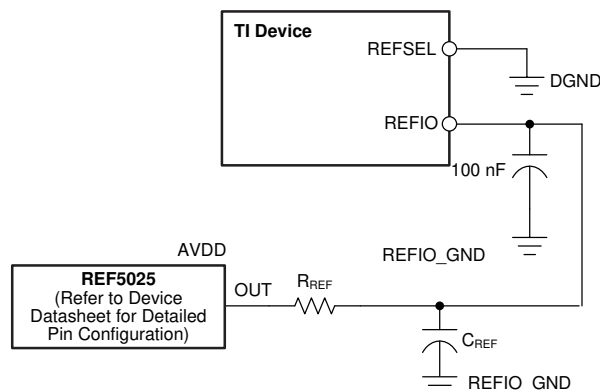 TI Device
REFSEL
DGND
REFIO
100 nF
REFIO_GND
AVDD
REF5025
(Refer to Device
Datasheet for Detailed
Pin Configuration)
OUT
RREF
CREF
REFIO_GND